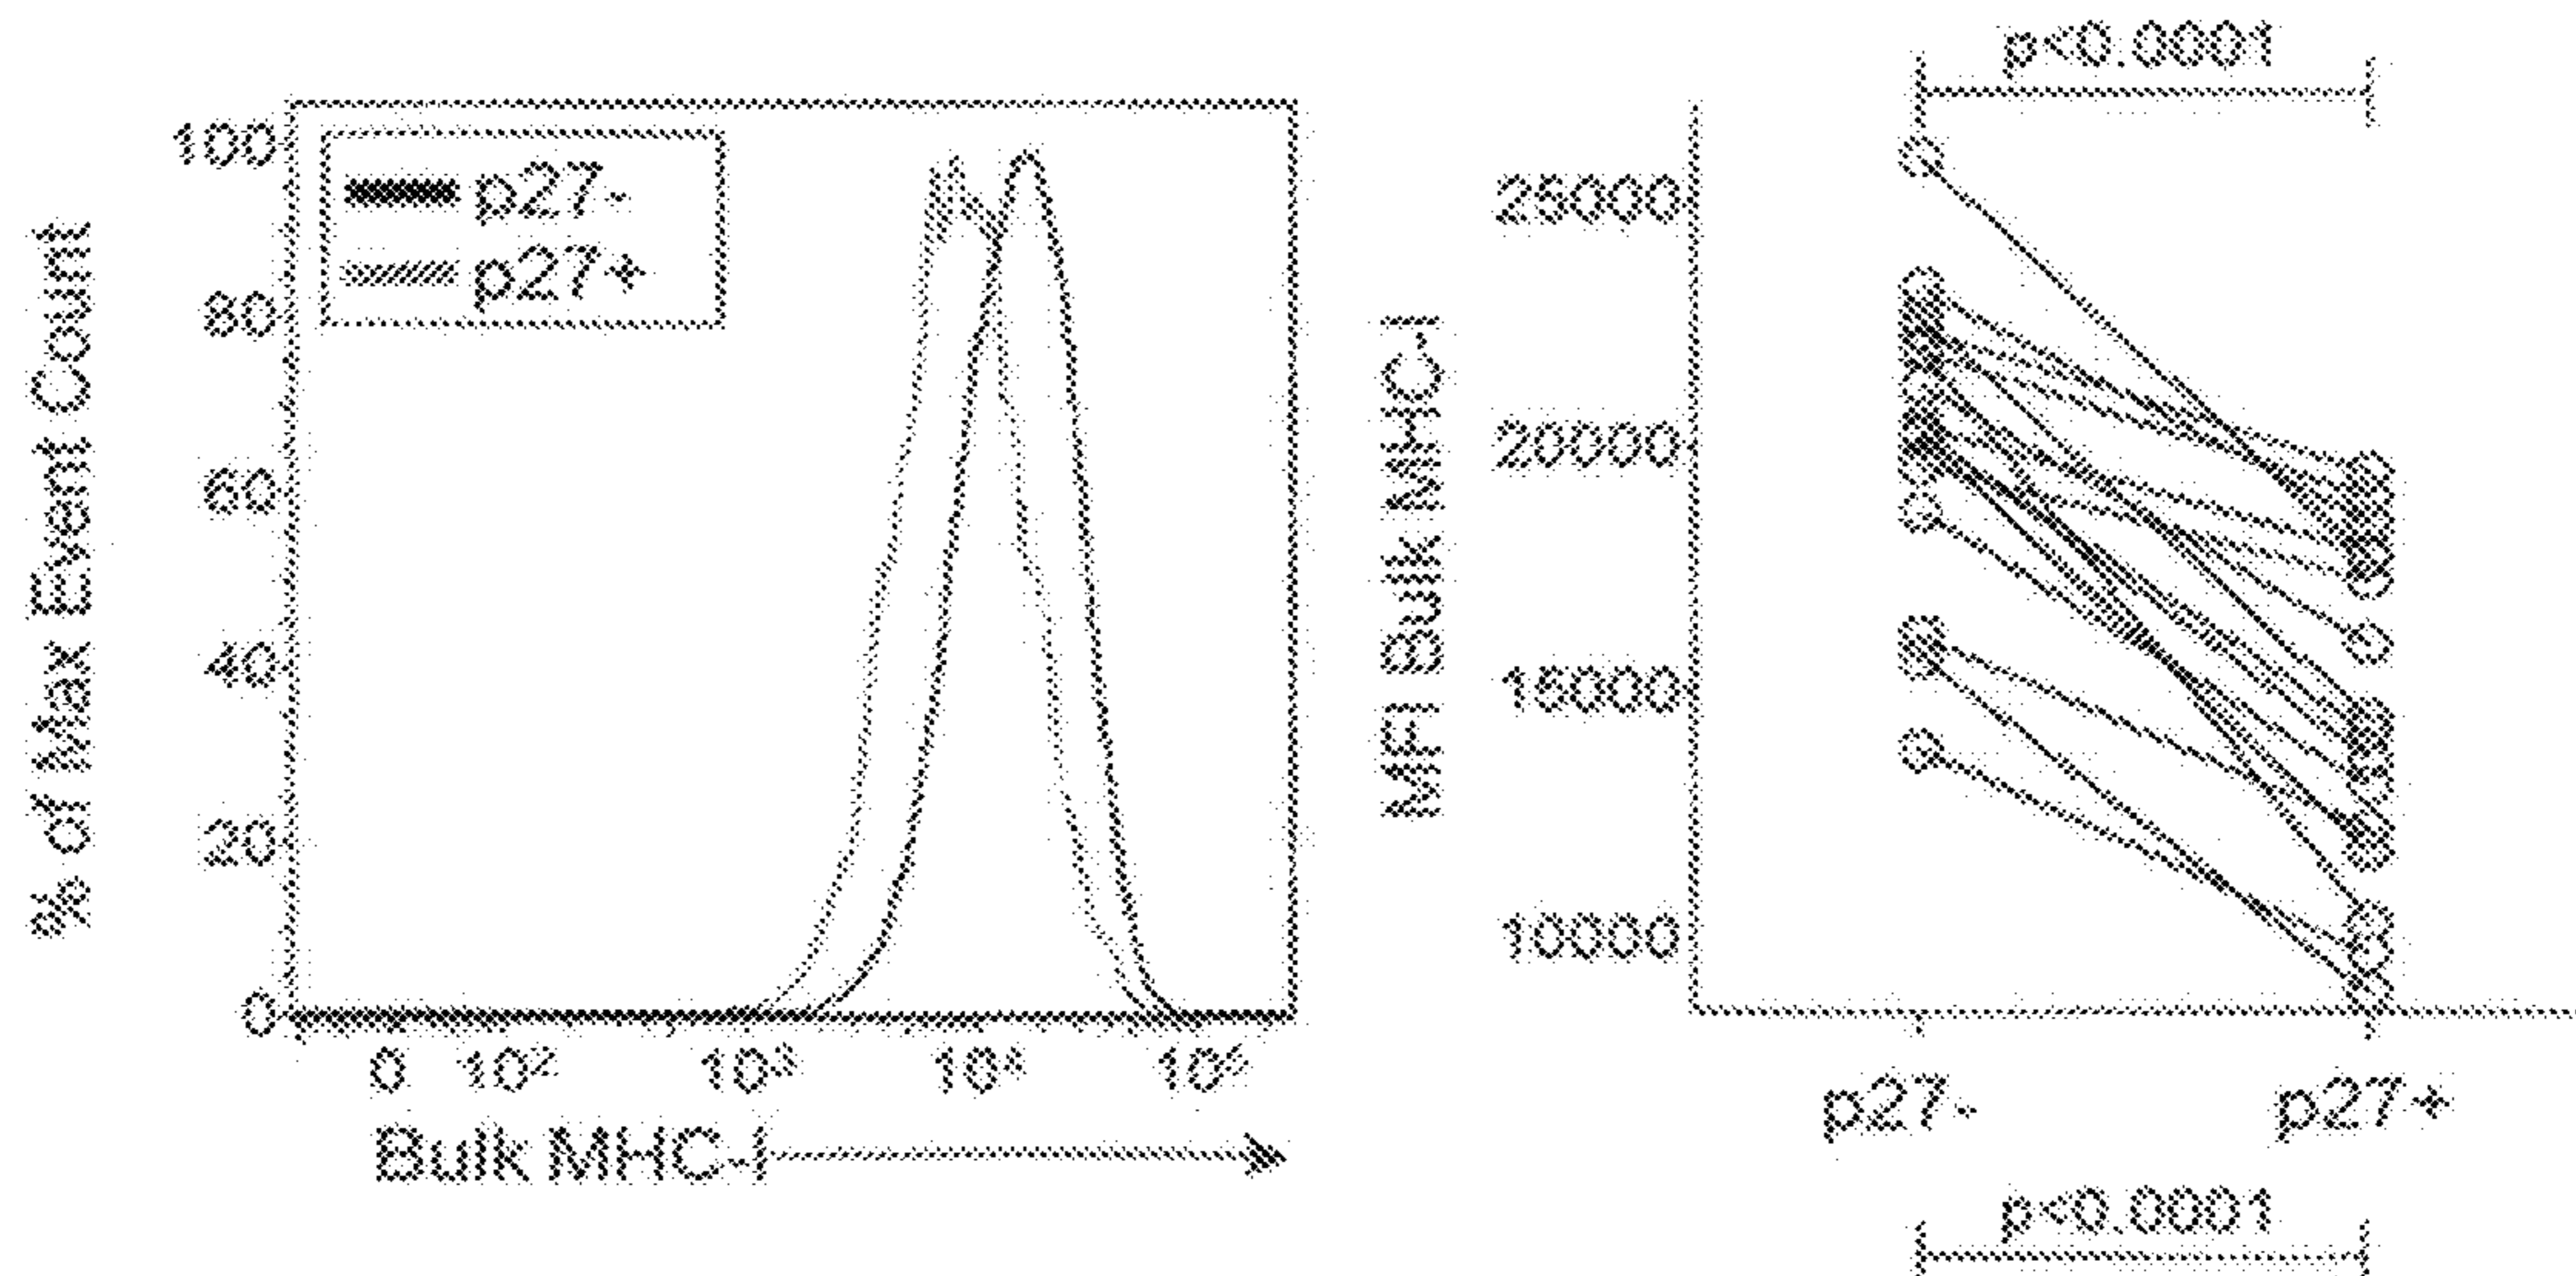 % of Max Event Count
100
80
60
40
20
0
p27-
p27+
0 10² 10³ 10⁴ 10⁵
Bulk MHC-I
p<0.0001
MFI Bulk MHC-I
25000
20000
15000
10000
p27- p27+
p<0.0001